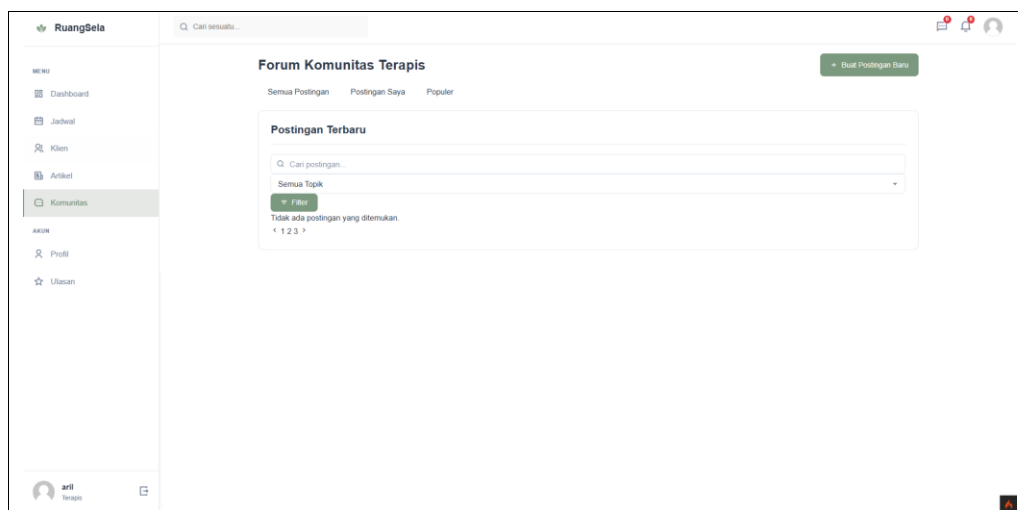 RuangSela
Cari sesuatu...
MENU
Dashboard
Jadwal
Klien
Artikel
Komunitas
AKUN
Profil
Ulasan
aril
Terapis
0
0
Forum Komunitas Terapis
+ Buat Postingan Baru
Semua Postingan Postingan Saya Populer
Postingan Terbaru
Cari postingan...
Semua Topik
Filter
Tidak ada postingan yang ditemukan.
‹ 1 2 3 ›